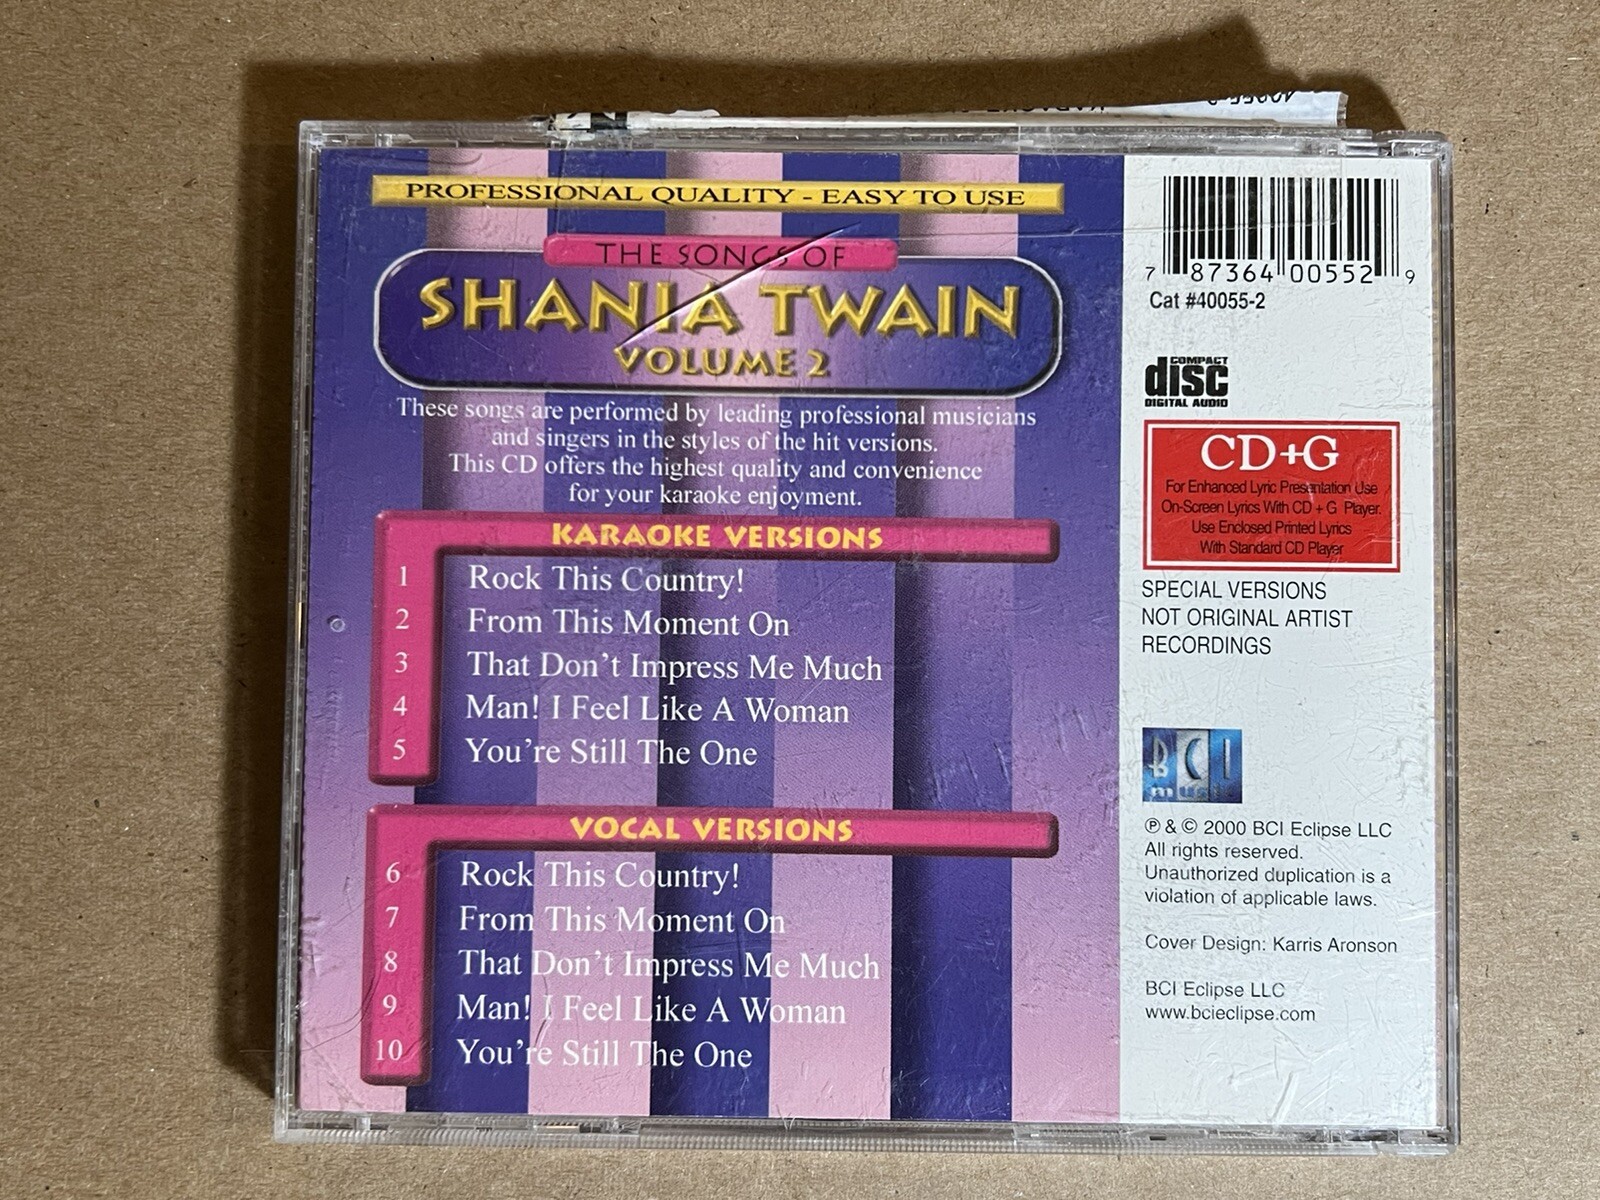 PROFESSIONAL QUALITY - EASY TO USE
THE SONGS OF
SHANIA TWAIN
VOLUME 2
These songs are performed by leading professional musicians
and singers in the styles of the hit versions.
This CD offers the highest quality and convenience
for your karaoke enjoyment.
KARAOKE VERSIONS
1 Rock This Country!
2 From This Moment On
3 That Don't Impress Me Much
4 Man! I Feel Like A Woman
5 You're Still The One
VOCAL VERSIONS
6 Rock This Country!
7 From This Moment On
8 That Don't Impress Me Much
9 Man! I Feel Like A Woman
10 You're Still The One
7 87364 00552 9
Cat #40055-2
COMPACT
disc
DIGITAL AUDIO
CD+G
For Enhanced Lyric Presentation Use
On-Screen Lyrics With CD + G Player.
Use Enclosed Printed Lyrics
With Standard CD Player
SPECIAL VERSIONS
NOT ORIGINAL ARTIST
RECORDINGS
BCI
music
℗ & © 2000 BCI Eclipse LLC
All rights reserved.
Unauthorized duplication is a
violation of applicable laws.
Cover Design: Karris Aronson
BCI Eclipse LLC
www.bcieclipse.com